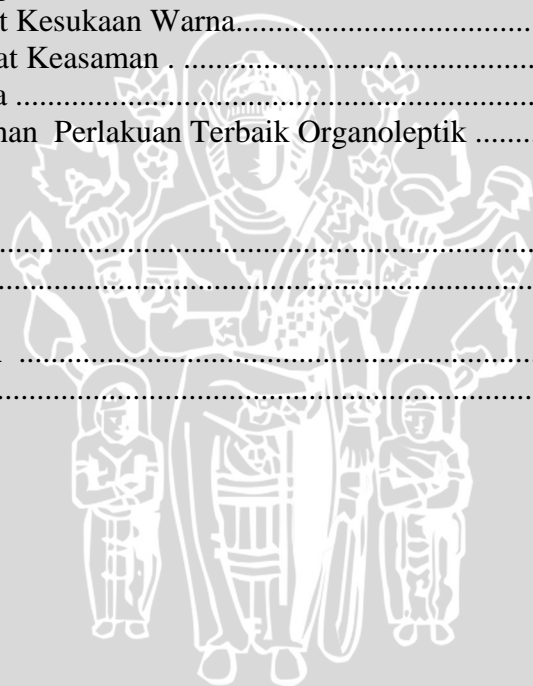 t Kesukaan Warna.......................................
at Keasaman . .............................................
a ....................................................................
nan Perlakuan Terbaik Organoleptik ........
....................................................................
....................................................................
....................................................................
....................................................................